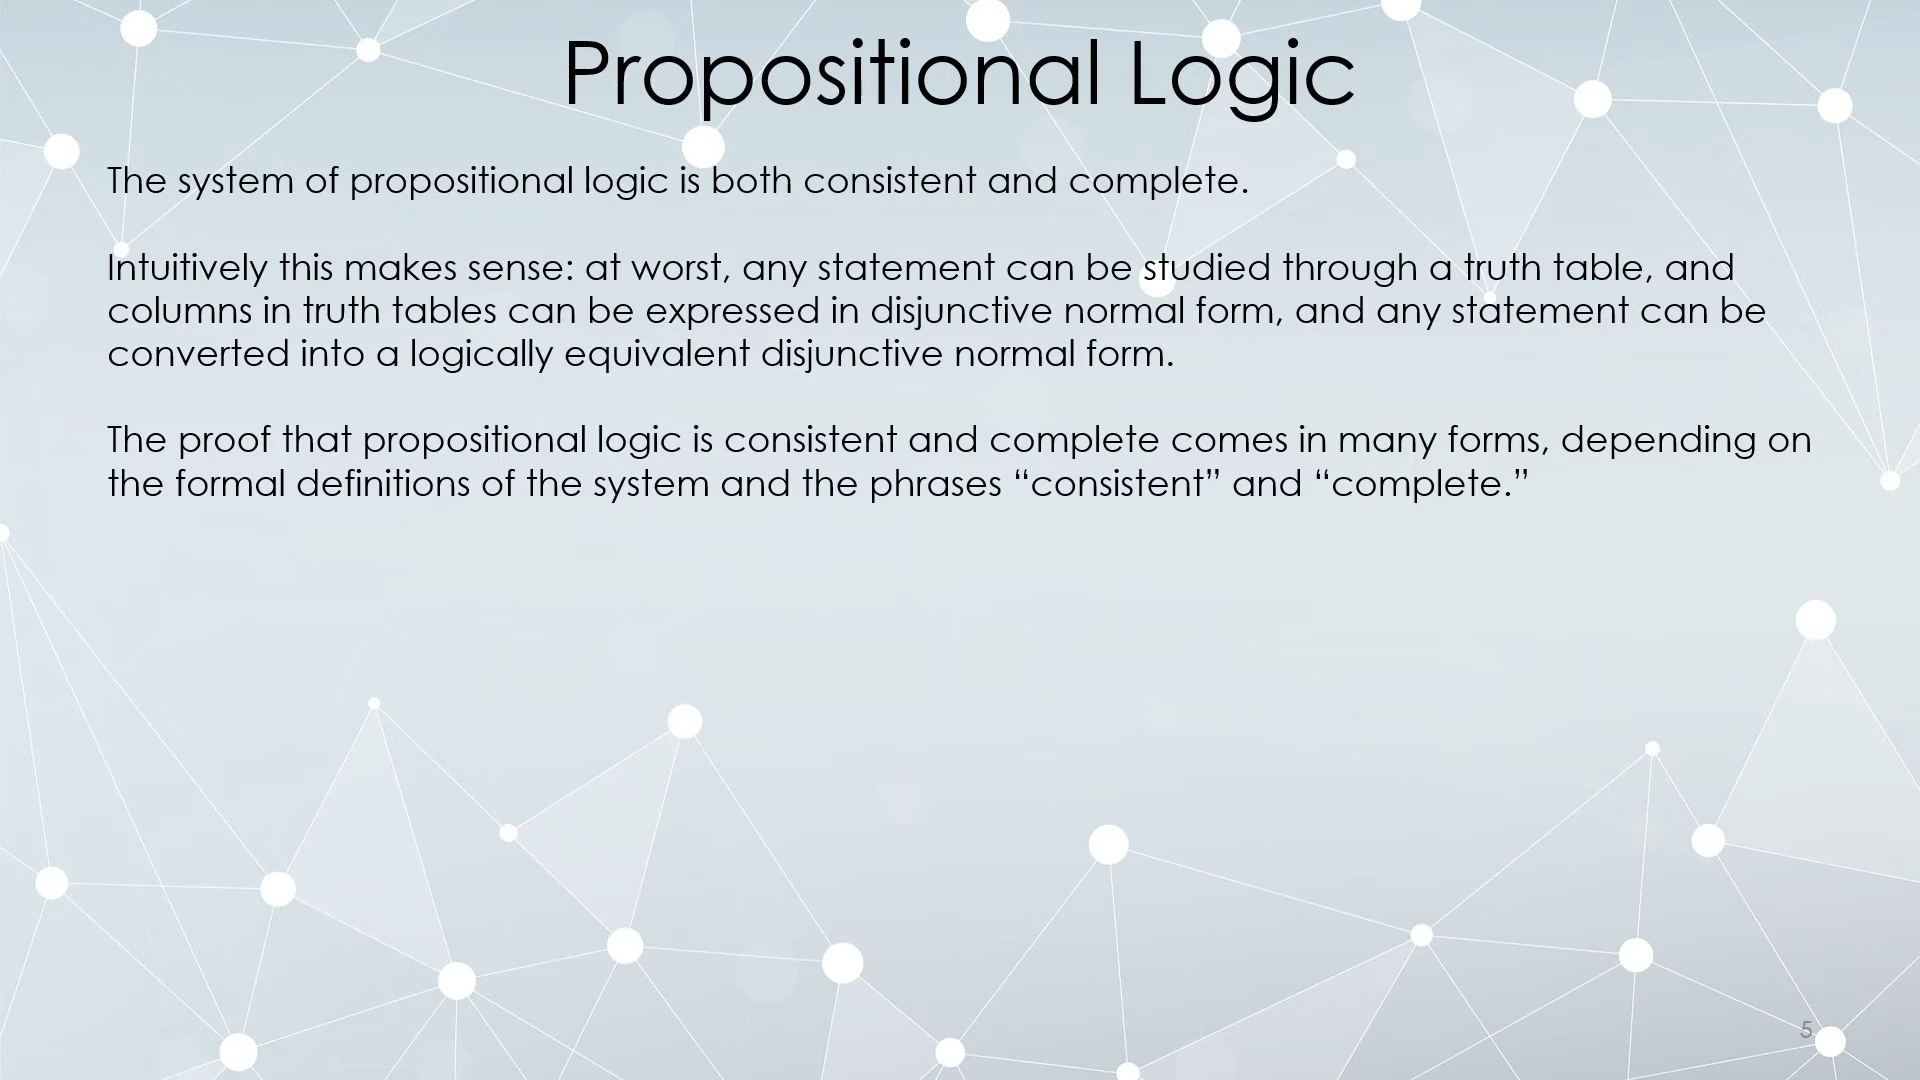 Propositional Logic
The system of propositional logic is both consistent and complete.
Intuitively this makes sense: at worst, any statement can be studied through a truth table, and
columns in truth tables can be expressed in disjunctive normal form, and any statement can be
converted into a logically equivalent disjunctive normal form.
The proof that propositional logic is consistent and complete comes in many forms, depending on
the formal definitions of the system and the phrases “consistent” and “complete.”
5